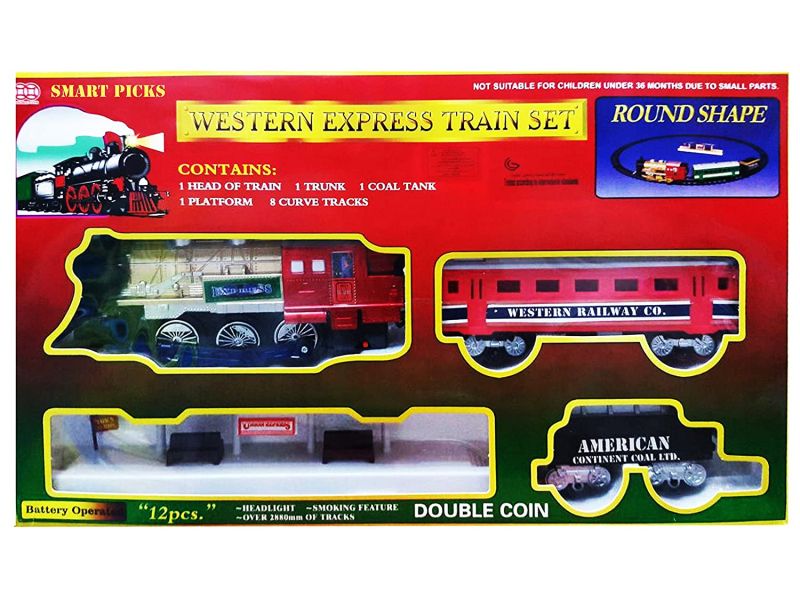 SMART PICKS
NOT SUITABLE FOR CHILDREN UNDER 36 MONTHS DUE TO SMALL PARTS.
WESTERN EXPRESS TRAIN SET
ROUND SHAPE
CONTAINS:
1 HEAD OF TRAIN 1 TRUNK 1 COAL TANK
1 PLATFORM 8 CURVE TRACKS
EXPRESS
WESTERN RAILWAY CO.
AMERICAN
CONTINENT COAL LTD.
Battery Operated
"12pcs."
~HEADLIGHT ~SMOKING FEATURE
~OVER 2880mm OF TRACKS
DOUBLE COIN